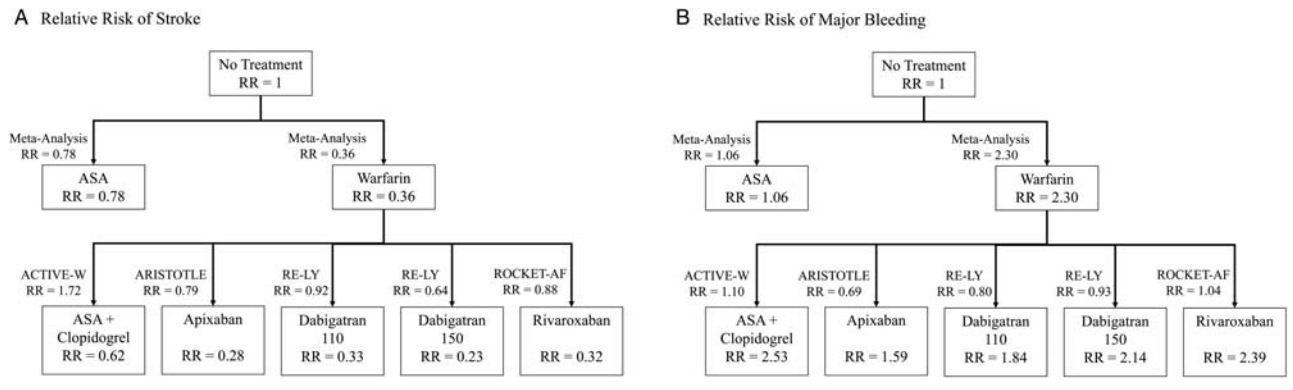 A Relative Risk of Stroke
No Treatment
RR = 1
Meta-Analysis
RR = 0.78
Meta-Analysis
RR = 0.36
ASA
RR = 0.78
Warfarin
RR = 0.36
ACTIVE-W
RR = 1.72
ARISTOTLE
RR = 0.79
RE-LY
RR = 0.92
RE-LY
RR = 0.64
ROCKET-AF
RR = 0.88
ASA +
Clopidogrel
RR = 0.62
Apixaban
RR = 0.28
Dabigatran
110
RR = 0.33
Dabigatran
150
RR = 0.23
Rivaroxaban
RR = 0.32
B Relative Risk of Major Bleeding
No Treatment
RR = 1
Meta-Analysis
RR = 1.06
Meta-Analysis
RR = 2.30
ASA
RR = 1.06
Warfarin
RR = 2.30
ACTIVE-W
RR = 1.10
ARISTOTLE
RR = 0.69
RE-LY
RR = 0.80
RE-LY
RR = 0.93
ROCKET-AF
RR = 1.04
ASA +
Clopidogrel
RR = 2.53
Apixaban
RR = 1.59
Dabigatran
110
RR = 1.84
Dabigatran
150
RR = 2.14
Rivaroxaban
RR = 2.39